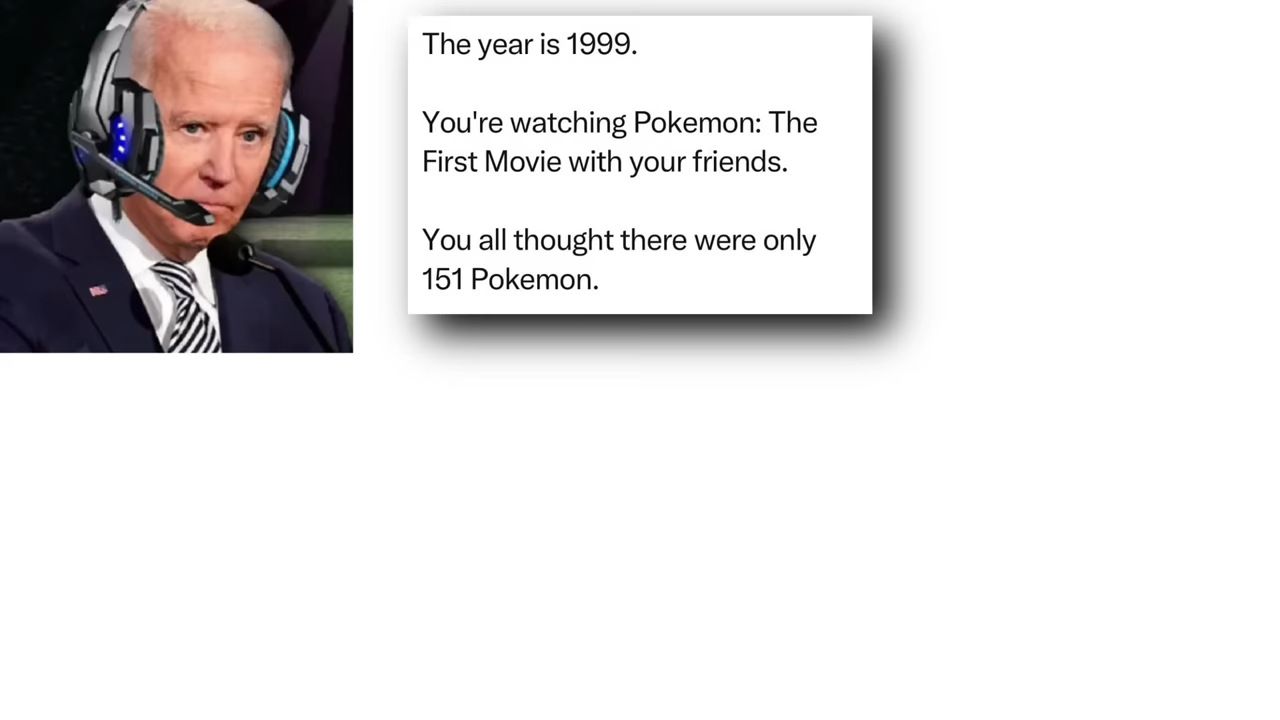 The year is 1999.
You're watching Pokemon: The
First Movie with your friends.
You all thought there were only
151 Pokemon.